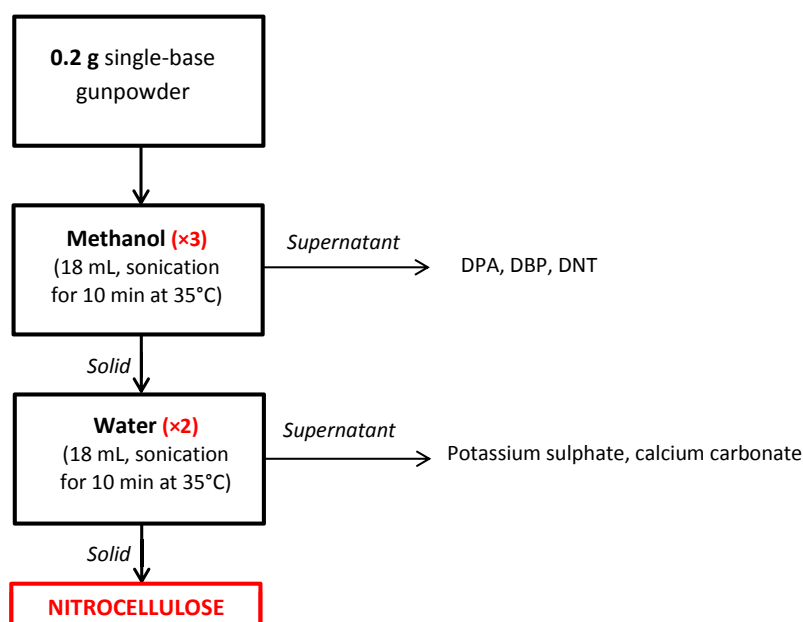 0.2 g single-base
gunpowder
Methanol (×3)
(18 mL, sonication
for 10 min at 35°C)
Supernatant
DPA, DBP, DNT
Solid
Water (×2)
(18 mL, sonication
for 10 min at 35°C)
Supernatant
Potassium sulphate, calcium carbonate
Solid
NITROCELLULOSE